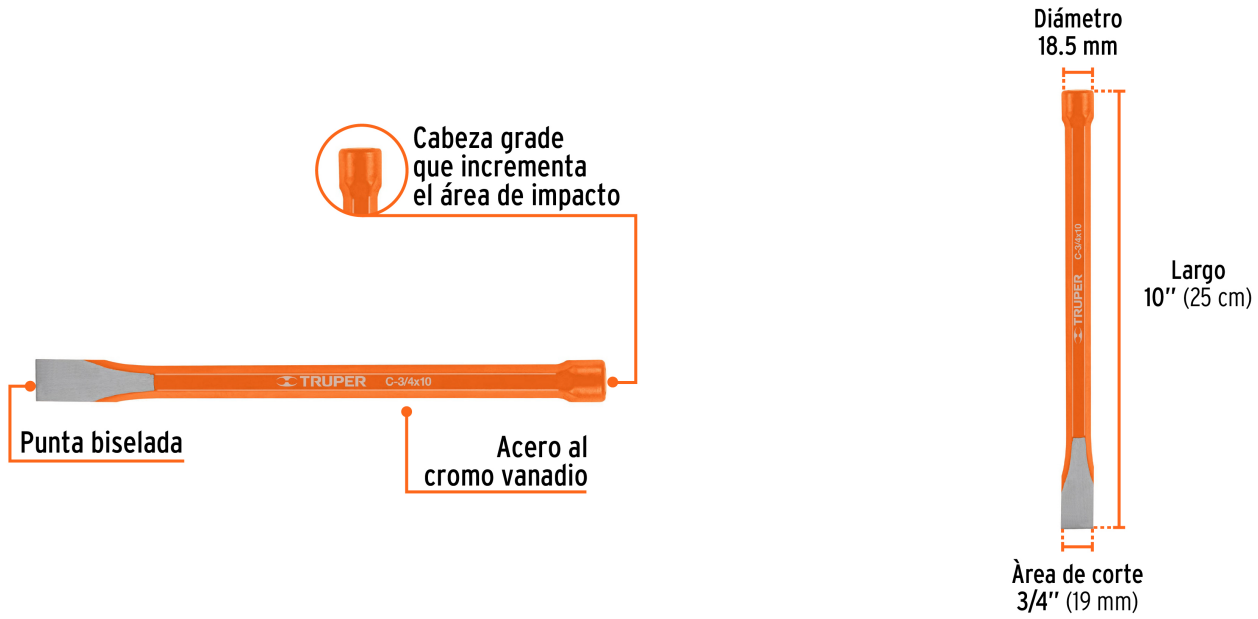 Cabeza grade
que incrementa
el área de impacto
TRUPER C-3/4x10
Punta biselada
Acero al
cromo vanadio
Diámetro
18.5 mm
TRUPER C-3/4x10
Largo
10" (25 cm)
Àrea de corte
3/4" (19 mm)